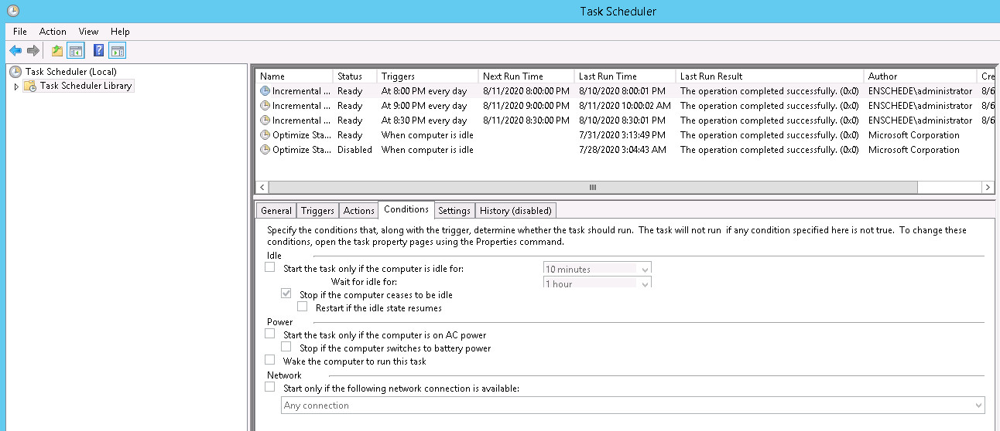 Task Scheduler
File Action View Help
Task Scheduler (Local)
Task Scheduler Library
Name Status Triggers Next Run Time Last Run Time Last Run Result Author Cre
Incremental ... Ready At 8:00 PM every day 8/11/2020 8:00:00 PM 8/10/2020 8:00:01 PM The operation completed successfully. (0x0) ENSCHEDE\administrator 8/6
Incremental ... Ready At 9:00 PM every day 8/11/2020 9:00:00 PM 8/11/2020 10:00:02 AM The operation completed successfully. (0x0) ENSCHEDE\administrator
Incremental ... Ready At 8:30 PM every day 8/11/2020 8:30:00 PM 8/10/2020 8:30:01 PM The operation completed successfully. (0x0) ENSCHEDE\administrator 8/6
Optimize Sta... Ready When computer is idle 7/31/2020 3:13:49 PM The operation completed successfully. (0x0) Microsoft Corporation
Optimize Sta... Disabled When computer is idle 7/28/2020 3:04:43 AM The operation completed successfully. (0x0) Microsoft Corporation
General Triggers Actions Conditions Settings History (disabled)
Specify the conditions that, along with the trigger, determine whether the task should run. The task will not run if any condition specified here is not true. To change these
conditions, open the task property pages using the Properties command.
Idle
Start the task only if the computer is idle for: 10 minutes
Wait for idle for: 1 hour
Stop if the computer ceases to be idle
Restart if the idle state resumes
Power
Start the task only if the computer is on AC power
Stop if the computer switches to battery power
Wake the computer to run this task
Network
Start only if the following network connection is available:
Any connection